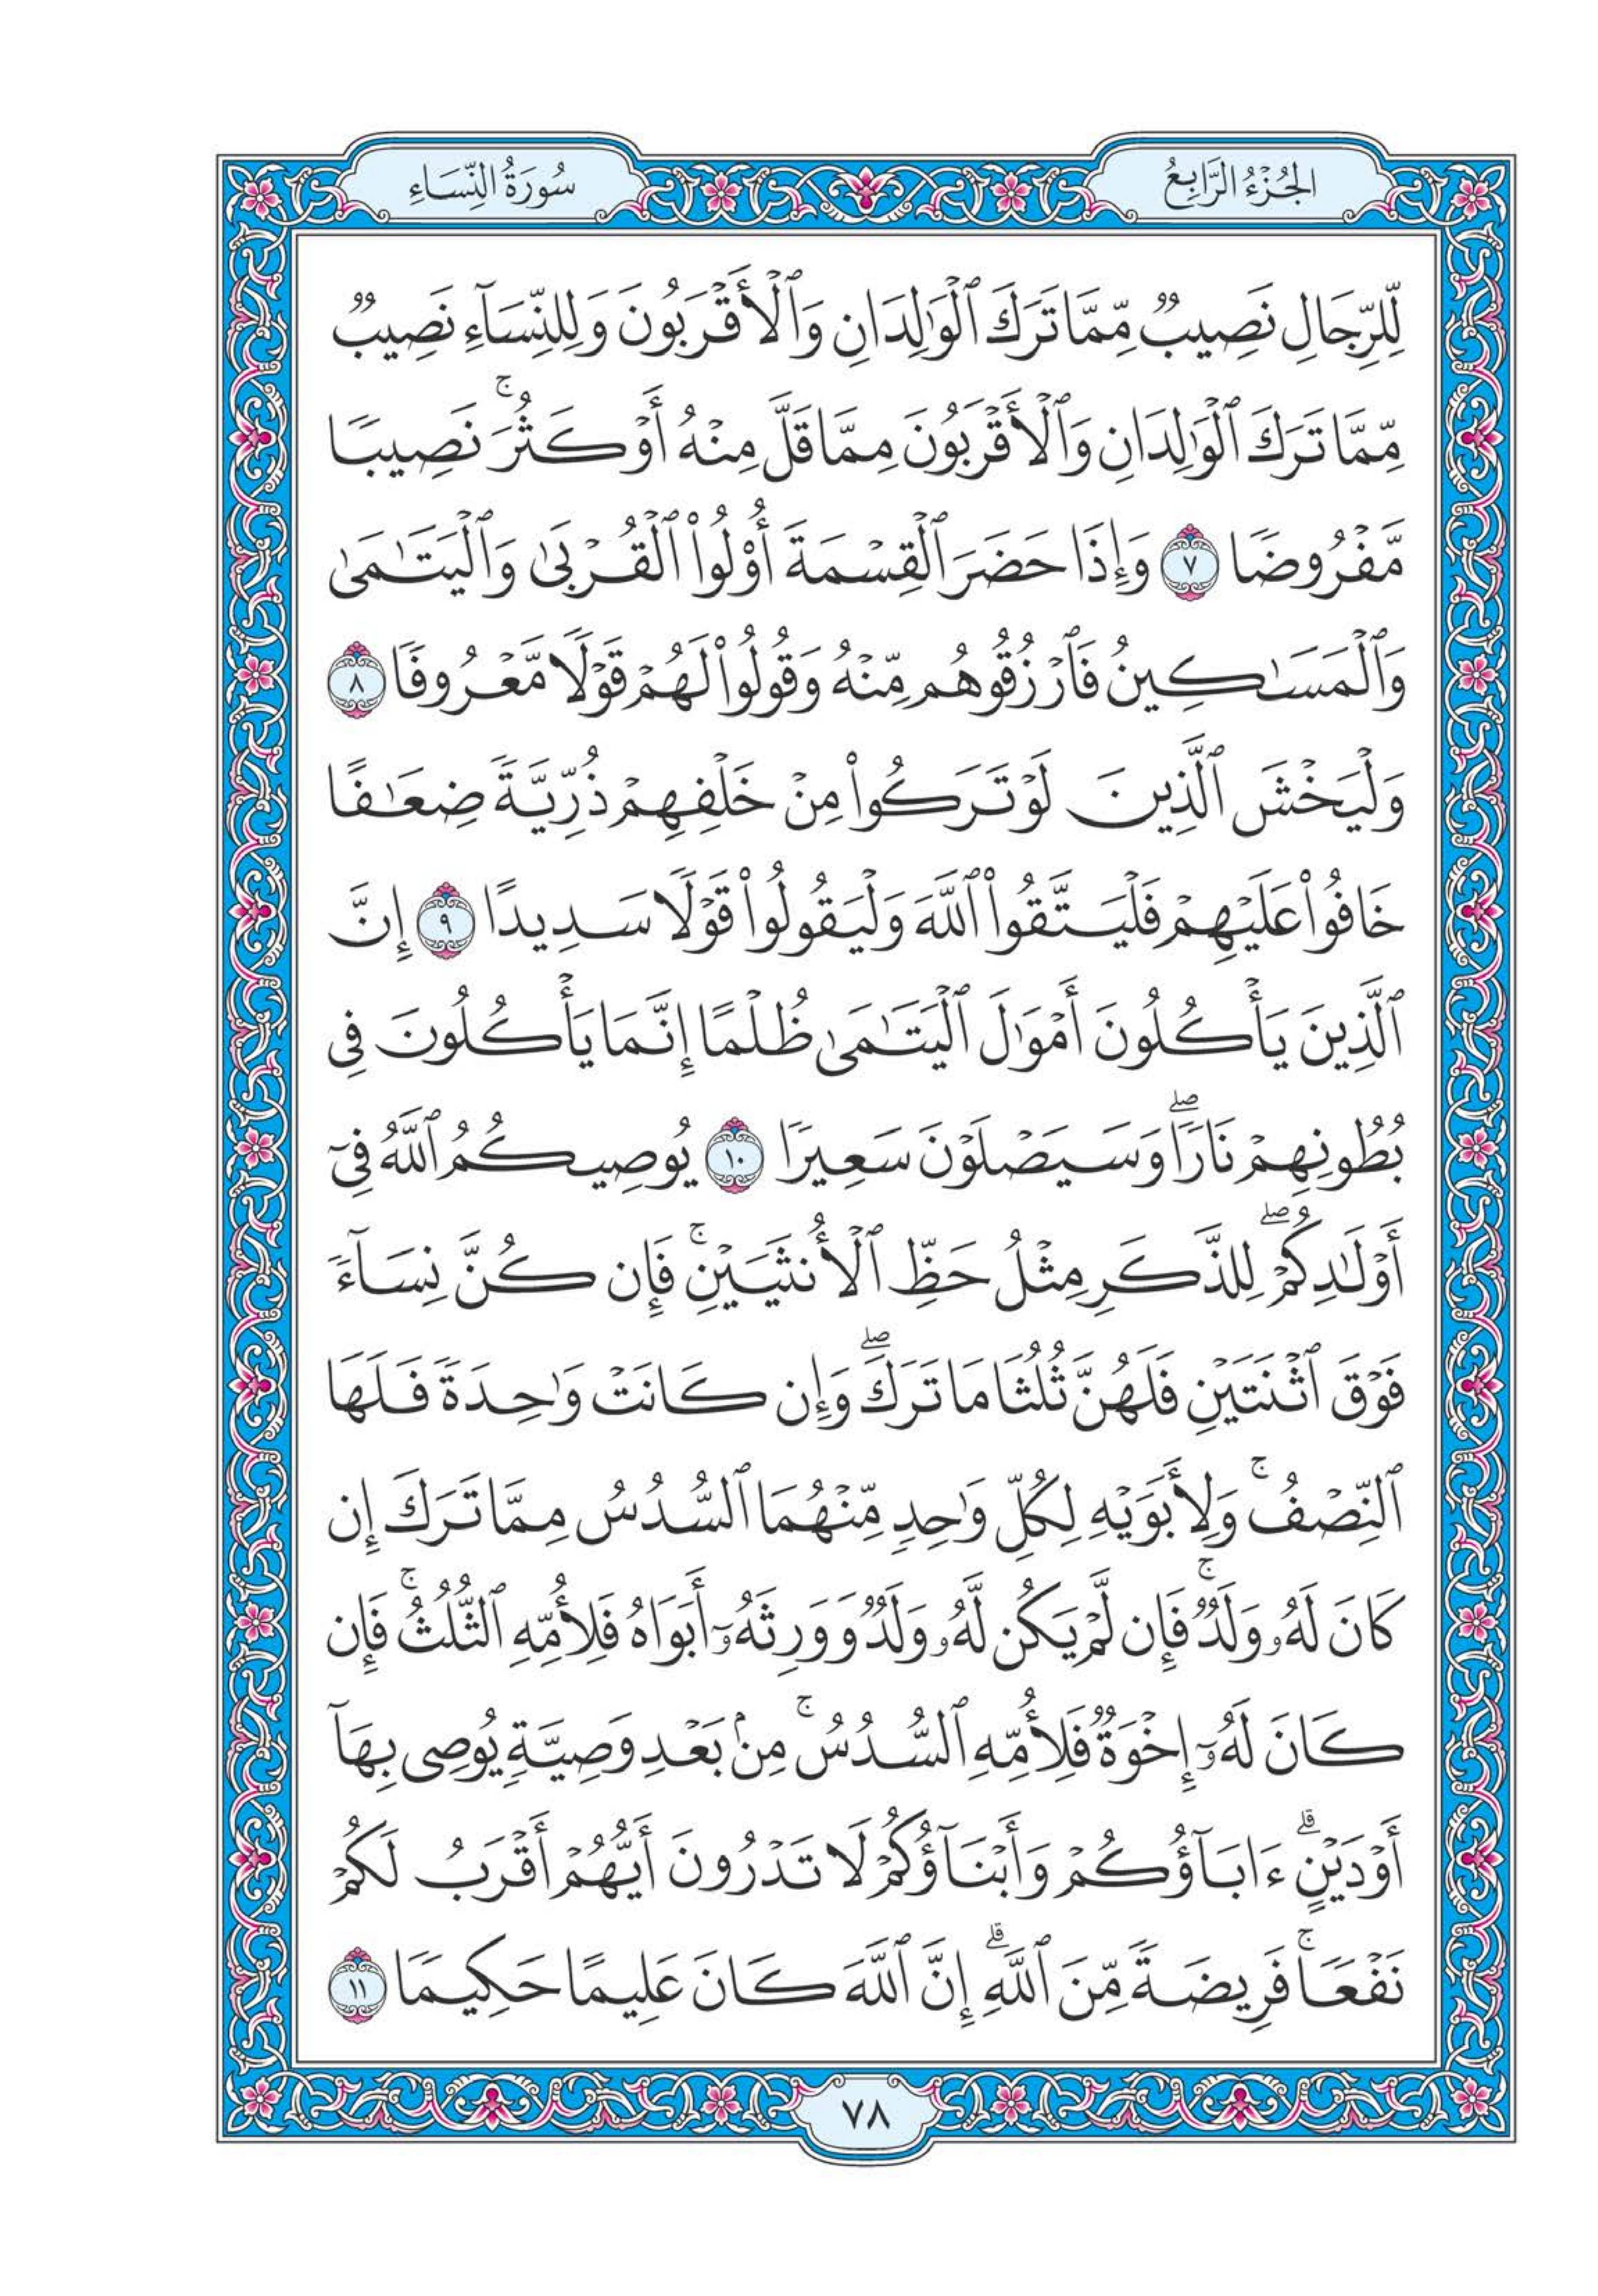 الجُزْءُ الرَّابِعُ
سُورَةُ النِّسَاءِ
لِّلرِّجَالِ نَصِيبٌ مِّمَّا تَرَكَ ٱلْوَٰلِدَانِ وَٱلْأَقْرَبُونَ وَلِلنِّسَآءِ نَصِيبٌ
مِّمَّا تَرَكَ ٱلْوَٰلِدَانِ وَٱلْأَقْرَبُونَ مِمَّا قَلَّ مِنْهُ أَوْ كَثُرَ ۚ نَصِيبًا
مَّفْرُوضًا ٧ وَإِذَا حَضَرَ ٱلْقِسْمَةَ أُو۟لُوا۟ ٱلْقُرْبَىٰ وَٱلْيَتَـٰمَىٰ
وَٱلْمَسَـٰكِينُ فَٱرْزُقُوهُم مِّنْهُ وَقُولُوا۟ لَهُمْ قَوْلًا مَّعْرُوفًا ٨
وَلْيَخْشَ ٱلَّذِينَ لَوْ تَرَكُوا۟ مِنْ خَلْفِهِمْ ذُرِّيَّةً ضِعَـٰفًا
خَافُوا۟ عَلَيْهِمْ فَلْيَتَّقُوا۟ ٱللَّهَ وَلْيَقُولُوا۟ قَوْلًا سَدِيدًا ٩ إِنَّ
ٱلَّذِينَ يَأْكُلُونَ أَمْوَٰلَ ٱلْيَتَـٰمَىٰ ظُلْمًا إِنَّمَا يَأْكُلُونَ فِى
بُطُونِهِمْ نَارًا ۖ وَسَيَصْلَوْنَ سَعِيرًا ١٠ يُوصِيكُمُ ٱللَّهُ فِىٓ
أَوْلَـٰدِكُمْ ۖ لِلذَّكَرِ مِثْلُ حَظِّ ٱلْأُنثَيَيْنِ ۚ فَإِن كُنَّ نِسَآءً
فَوْقَ ٱثْنَتَيْنِ فَلَهُنَّ ثُلُثَا مَا تَرَكَ ۖ وَإِن كَانَتْ وَٰحِدَةً فَلَهَا
ٱلنِّصْفُ ۚ وَلِأَبَوَيْهِ لِكُلِّ وَٰحِدٍ مِّنْهُمَا ٱلسُّدُسُ مِمَّا تَرَكَ إِن
كَانَ لَهُۥ وَلَدٌ ۚ فَإِن لَّمْ يَكُن لَّهُۥ وَلَدٌ وَوَرِثَهُۥٓ أَبَوَاهُ فَلِأُمِّهِ ٱلثُّلُثُ ۚ فَإِن
كَانَ لَهُۥٓ إِخْوَةٌ فَلِأُمِّهِ ٱلسُّدُسُ ۚ مِنۢ بَعْدِ وَصِيَّةٍ يُوصِى بِهَآ
أَوْ دَيْنٍ ۗ ءَابَآؤُكُمْ وَأَبْنَآؤُكُمْ لَا تَدْرُونَ أَيُّهُمْ أَقْرَبُ لَكُمْ
نَفْعًا ۚ فَرِيضَةً مِّنَ ٱللَّهِ ۗ إِنَّ ٱللَّهَ كَانَ عَلِيمًا حَكِيمًا ١١
٧٨